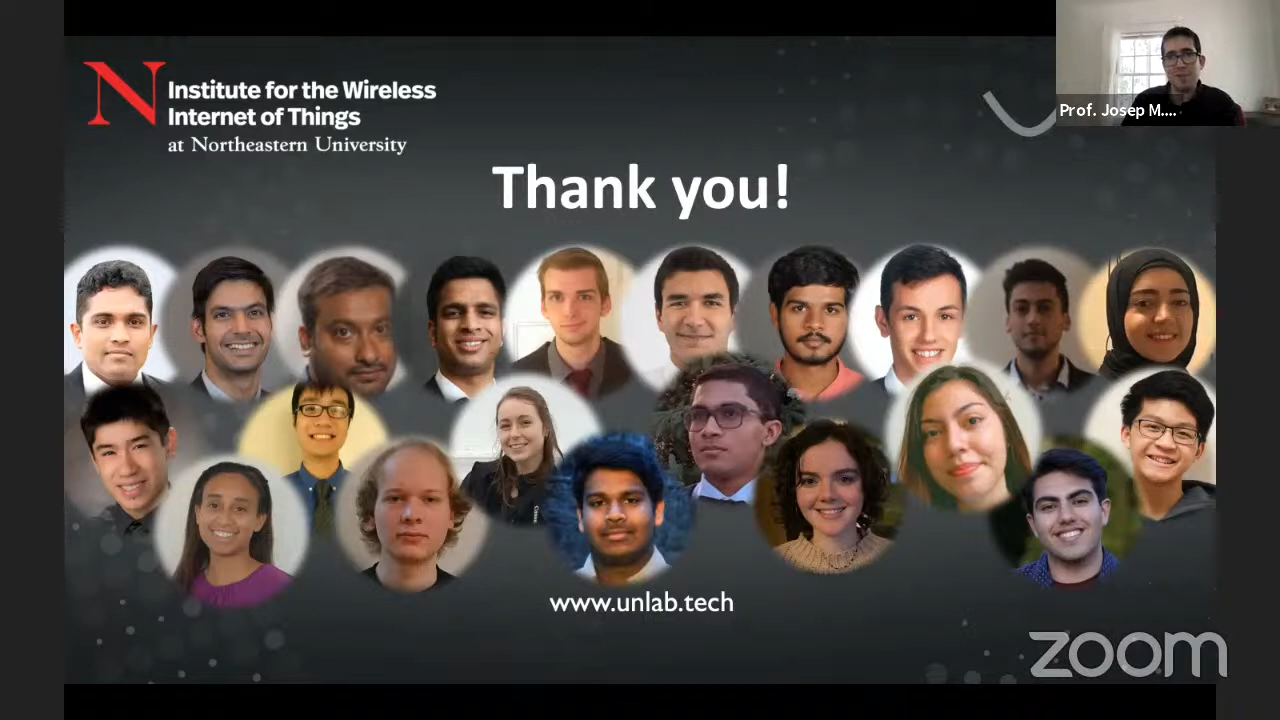 N
Institute for the Wireless
Internet of Things
at Northeastern University
Prof. Josep M....
Thank you!
www.unlab.tech
zoom